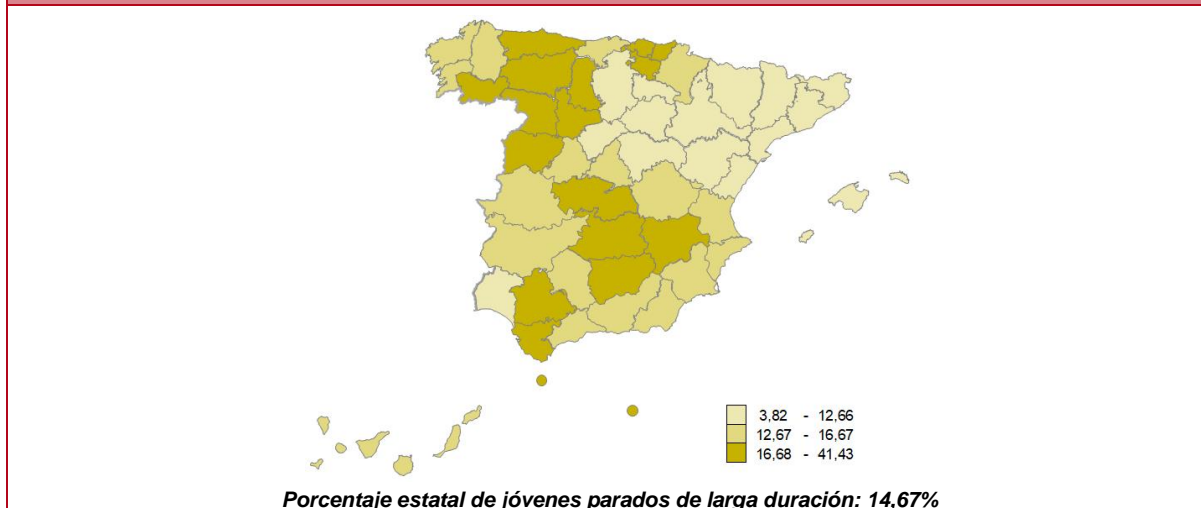 3,82 - 12,66
12,67 - 16,67
16,68 - 41,43
Porcentaje estatal de jóvenes parados de larga duración: 14,67%